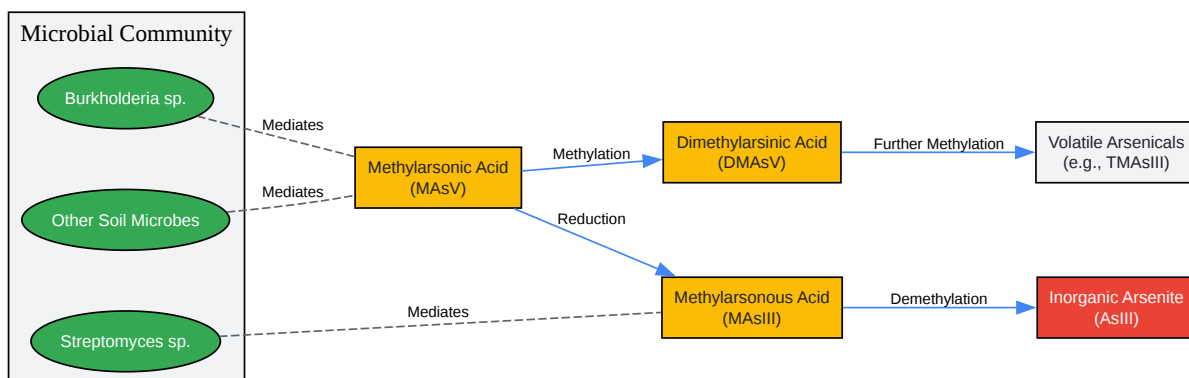 Microbial Community
Burkholderia sp.
Other Soil Microbes
Streptomyces sp.
Mediates
Mediates
Mediates
Methylarsonic Acid
(MAsV)
Methylation
Reduction
Dimethylarsinic Acid
(DMAsV)
Further Methylation
Volatile Arsenicals
(e.g., TMAsIII)
Methylarsonous Acid
(MAsIII)
Demethylation
Inorganic Arsenite
(AsIII)